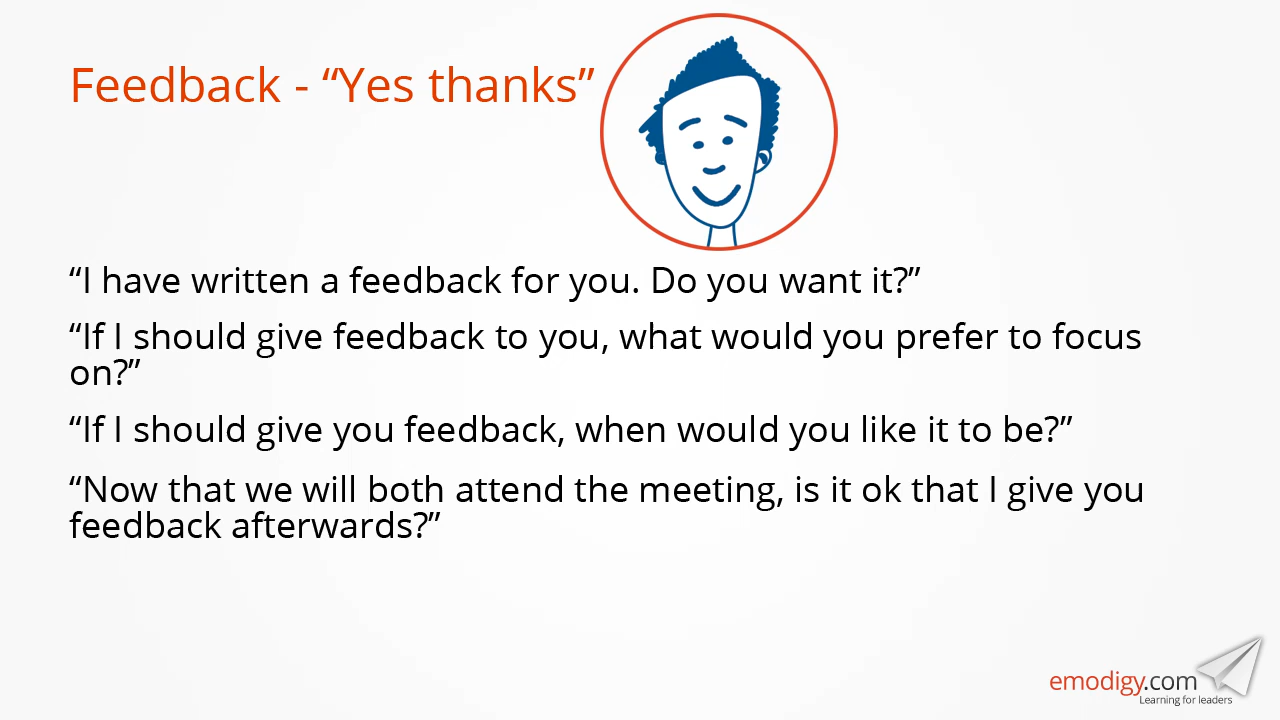 Feedback - “Yes thanks”
“I have written a feedback for you. Do you want it?”
“If I should give feedback to you, what would you prefer to focus
on?”
“If I should give you feedback, when would you like it to be?”
“Now that we will both attend the meeting, is it ok that I give you
feedback afterwards?”
emodigy.com
Learning for leaders